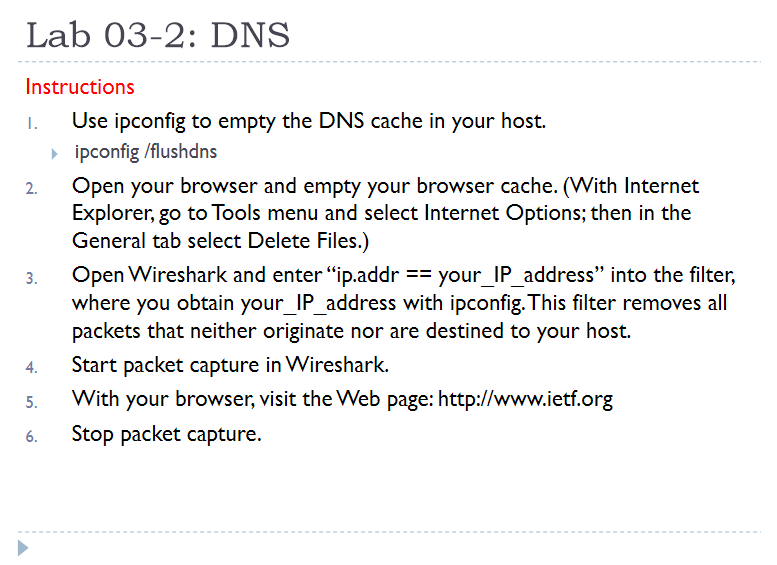 Lab 03-2: DNS
Instructions
1. Use ipconfig to empty the DNS cache in your host.
ipconfig /flushdns
2. Open your browser and empty your browser cache. (With Internet
Explorer, go to Tools menu and select Internet Options; then in the
General tab select Delete Files.)
3. Open Wireshark and enter “ip.addr == your_IP_address” into the filter,
where you obtain your_IP_address with ipconfig. This filter removes all
packets that neither originate nor are destined to your host.
4. Start packet capture in Wireshark.
5. With your browser, visit the Web page: http://www.ietf.org
6. Stop packet capture.